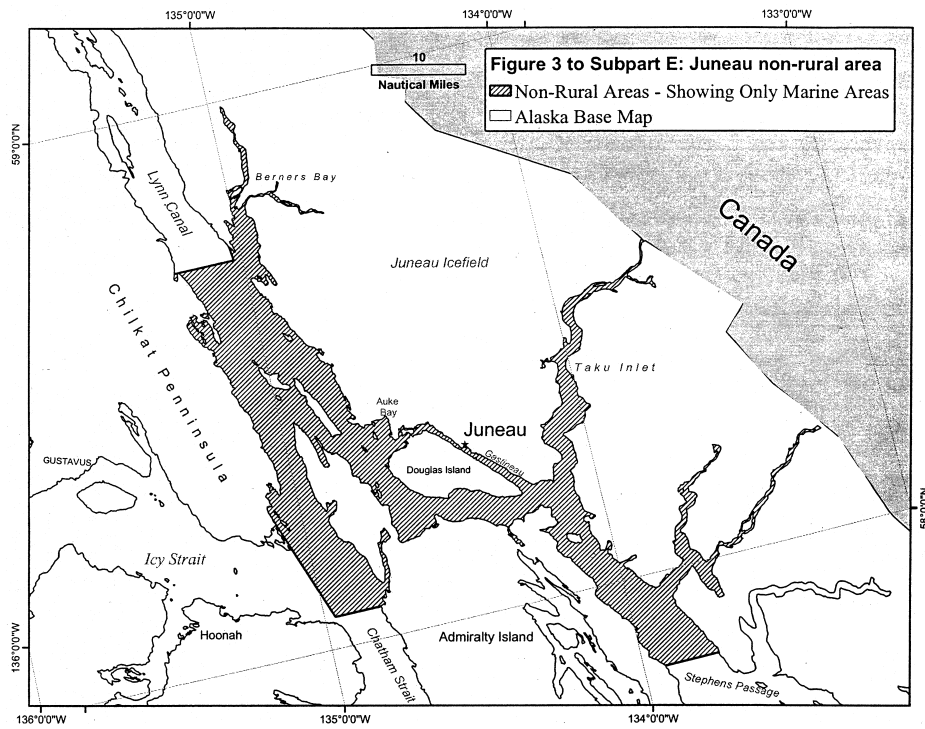 135°0'0"W
134°0'0"W
133°0'0"W
10
Nautical Miles
Figure 3 to Subpart E: Juneau non-rural area
Non-Rural Areas - Showing Only Marine Areas
Alaska Base Map
59°0'0"N
Berners Bay
Lynn Canal
Canada
Juneau Icefield
Chilkat Penninsula
Taku Inlet
Auke
Bay
Juneau
GUSTAVUS
Gastineau
Douglas Island
58°0'0"N
Icy Strait
Hoonah
Admiralty Island
136°0'0"W
Chatham Strait
Stephens Passage
136°0'0"W
135°0'0"W
134°0'0"W